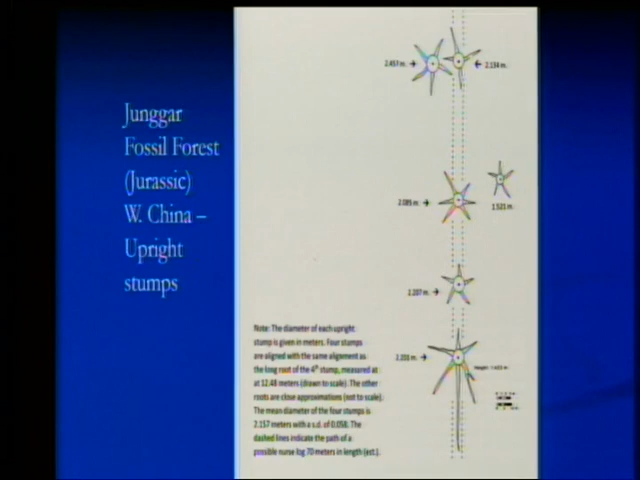 Junggar
Fossil Forest
(Jurassic)
W. China –
Upright
stumps
2.457 m.
2.134 m.
2.085 m.
1.521 m.
2.207 m.
2.201 m.
Note: The diameter of each upright
stump is given in meters. Four stumps
are aligned with the same alignment as
the long root of the 4th stump, measured at
at 12.48 meters (drawn to scale). The other
roots are close approximations (not to scale).
The mean diameter of the four stumps is
2.157 meters with a s.d. of 0.058. The
dashed lines indicate the path of a
possible nurse log 70 meters in length (est.).